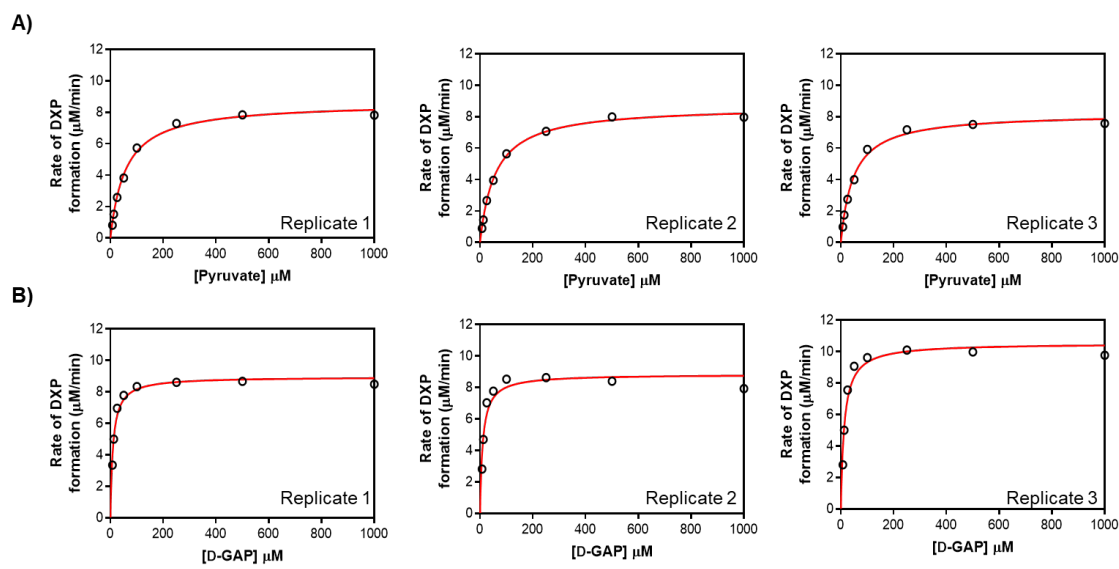 A)
Rate of DXP
formation (μM/min)
12
10
8
6
4
2
0
0 200 400 600 800 1000
Replicate 1
[Pyruvate] μM
Rate of DXP
formation (μM/min)
12
10
8
6
4
2
0
0 200 400 600 800 1000
Replicate 2
[Pyruvate] μM
Rate of DXP
formation (μM/min)
12
10
8
6
4
2
0
0 200 400 600 800 1000
Replicate 3
[Pyruvate] μM
B)
Rate of DXP
formation (μM/min)
12
10
8
6
4
2
0
0 200 400 600 800 1000
Replicate 1
[D-GAP] μM
Rate of DXP
formation (μM/min)
12
10
8
6
4
2
0
0 200 400 600 800 1000
Replicate 2
[D-GAP] μM
Rate of DXP
formation (μM/min)
12
10
8
6
4
2
0
0 200 400 600 800 1000
Replicate 3
[D-GAP] μM